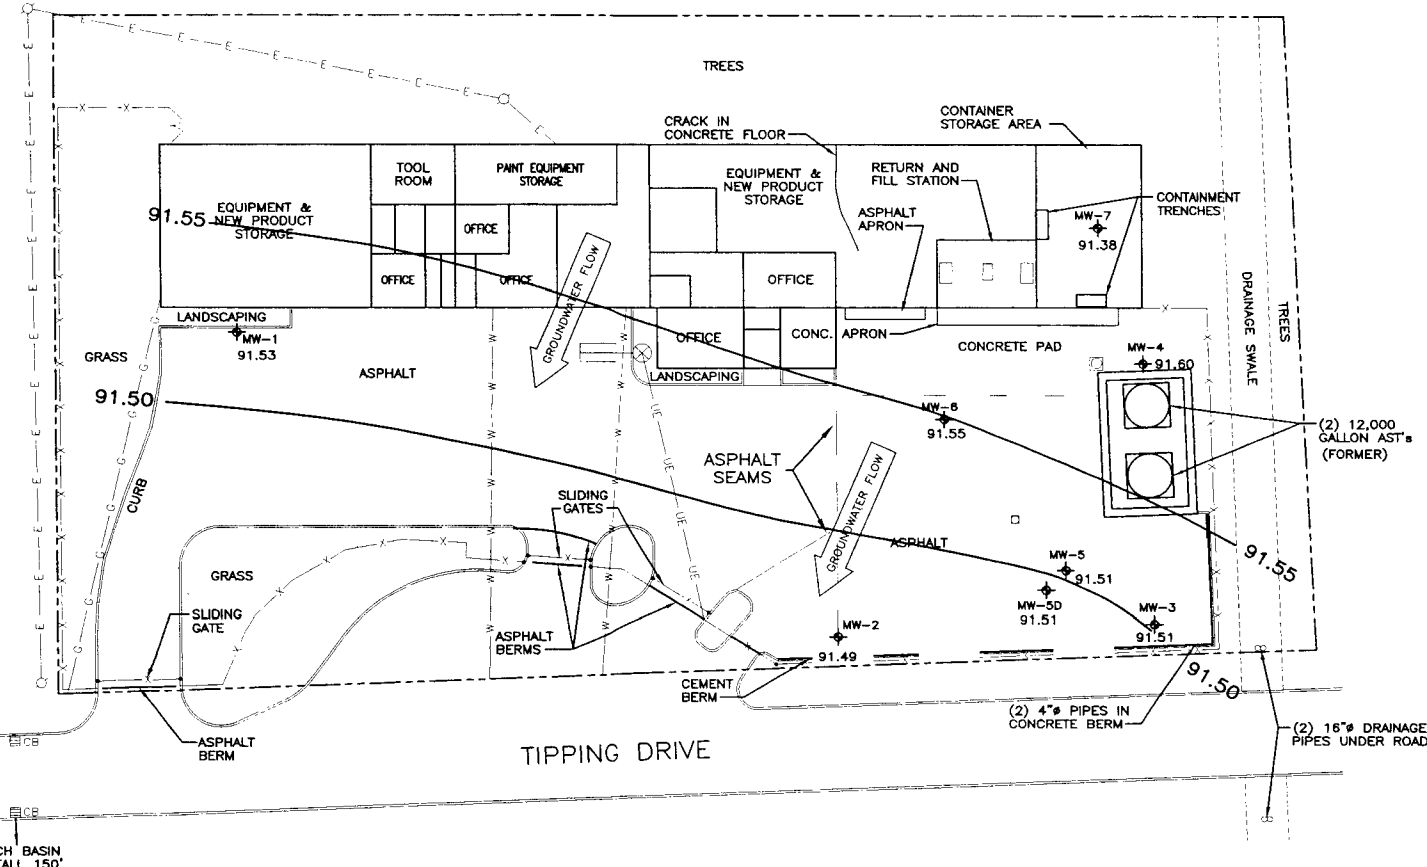 TREES
CRACK IN
CONCRETE FLOOR
CONTAINER
STORAGE AREA
TOOL
ROOM
PAINT EQUIPMENT
STORAGE
EQUIPMENT &
NEW PRODUCT
STORAGE
RETURN AND
FILL STATION
CONTAINMENT
TRENCHES
91.55
EQUIPMENT &
NEW PRODUCT
STORAGE
OFFICE
ASPHALT
APRON
MW-7
91.38
OFFICE
OFFICE
GROUNDWATER FLOW
OFFICE
DRAINAGE SWALE
TREES
LANDSCAPING
MW-1
91.53
OFFICE
CONC. APRON
CONCRETE PAD
GRASS
ASPHALT
LANDSCAPING
MW-4
91.60
91.50
MW-6
91.55
(2) 12,000
GALLON AST's
(FORMER)
ASPHALT
SEAMS
GROUNDWATER FLOW
CURB
SLIDING
GATES
ASPHALT
91.55
GRASS
MW-5
91.51
MW-5D
91.51
MW-3
91.51
SLIDING
GATE
ASPHALT
BERMS
MW-2
91.49
CEMENT
BERM
91.50
(2) 4"ø PIPES IN
CONCRETE BERM
(2) 16"ø DRAINAGE
PIPES UNDER ROAD
CB
ASPHALT
BERM
TIPPING DRIVE
CB
CH BASIN